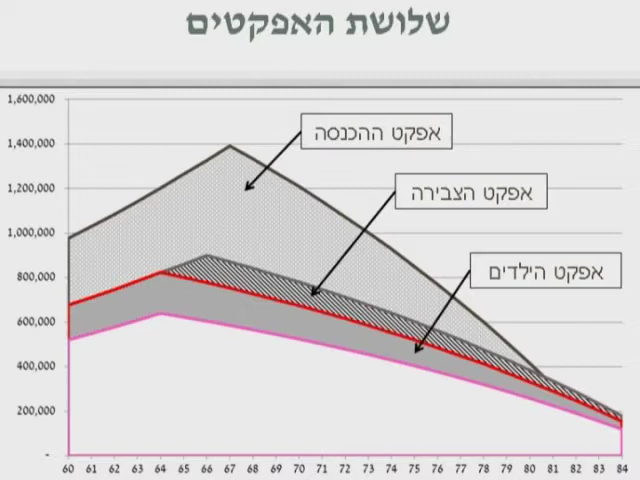 שלושת האפקטים
1,600,000
1,400,000
1,200,000
1,000,000
800,000
600,000
400,000
200,000
-
אפקט ההכנסה
אפקט הצבירה
אפקט הילדים
60 61 62 63 64 65 66 67 68 69 70 71 72 73 74 75 76 77 78 79 80 81 82 83 84